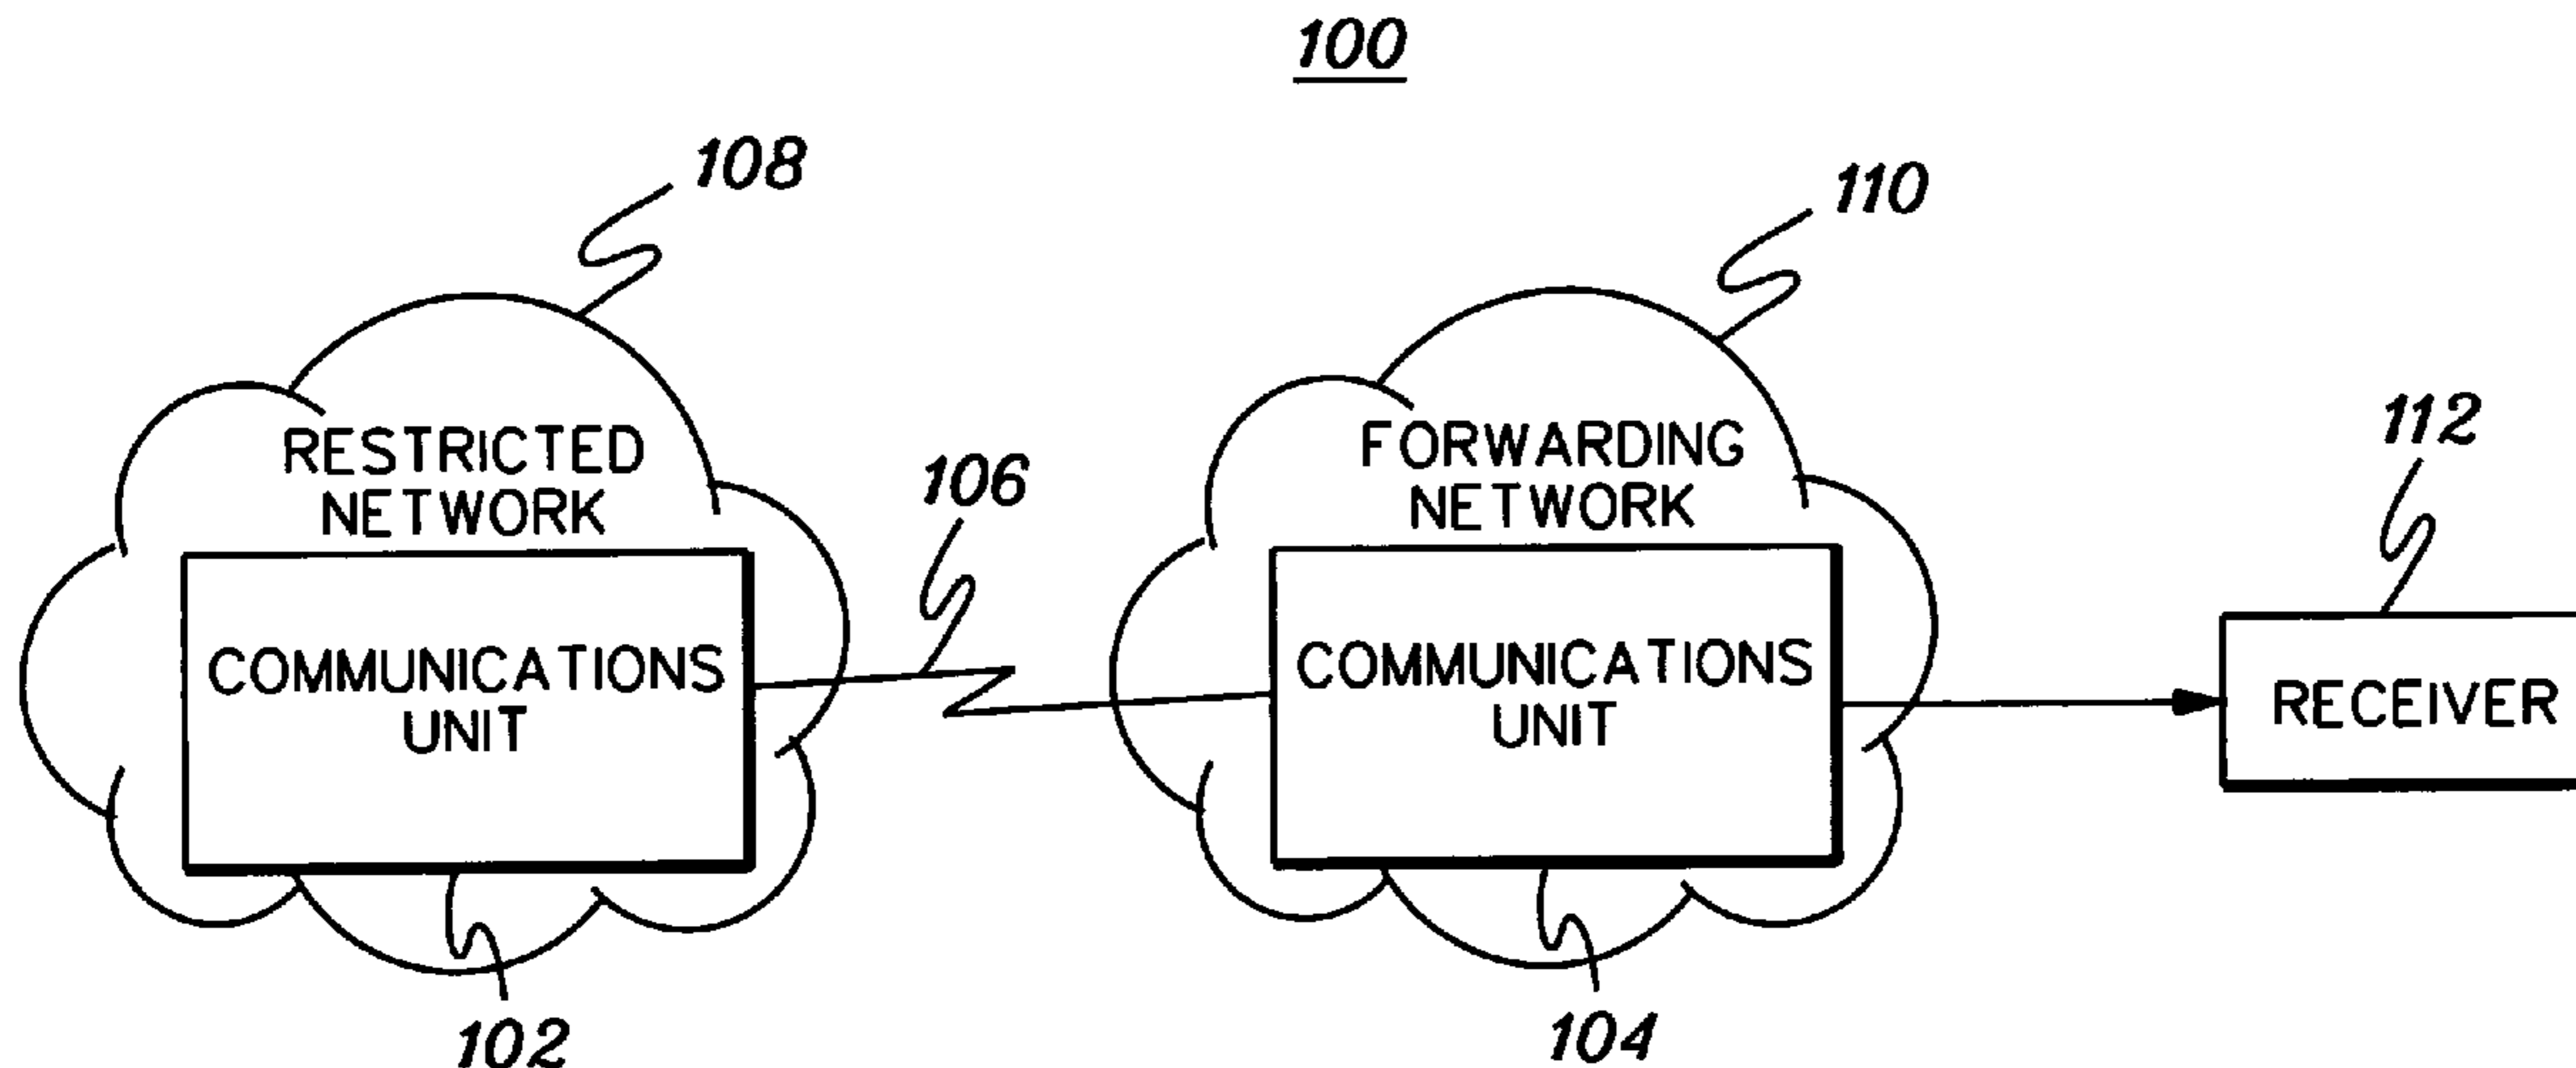 100
108
110
RESTRICTED
NETWORK
106
FORWARDING
NETWORK
112
COMMUNICATIONS
UNIT
COMMUNICATIONS
UNIT
RECEIVER
102
104